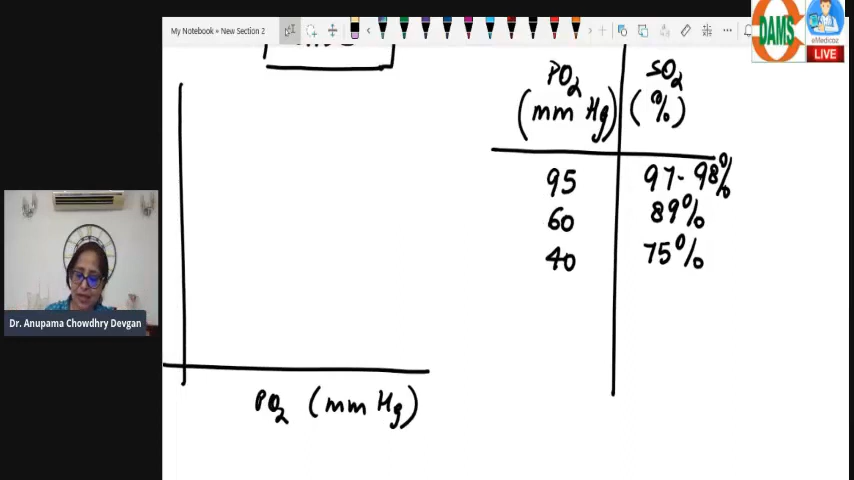 My Notebook » New Section 2
DAMS
eMedicoz
LIVE
PO2 SO2
(mm Hg) (%)
95 97-98%
60 89%
40 75%
Dr. Anupama Chowdhry Devgan
PO2 (mm Hg)